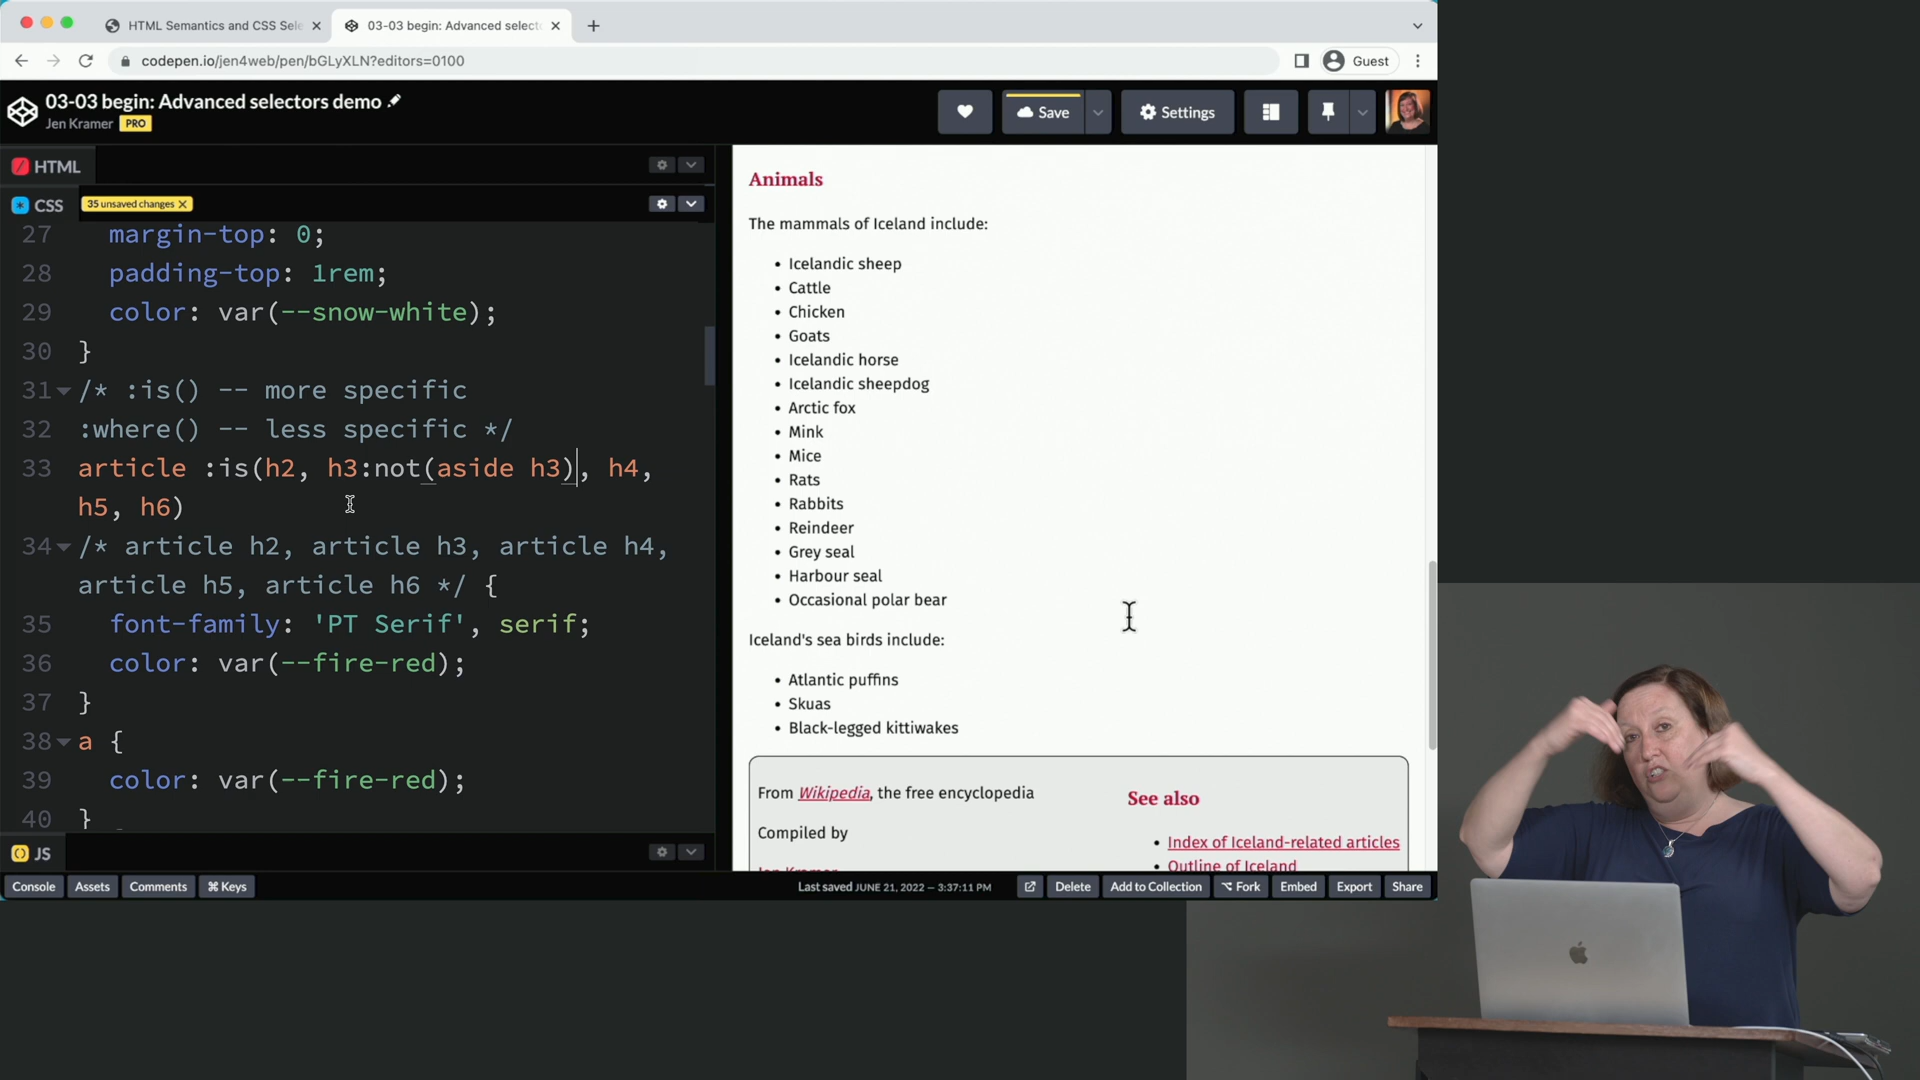 HTML Semantics and CSS Sele
03-03 begin: Advanced select
codepen.io/jen4web/pen/bGLyXLN?editors=0100
Guest
03-03 begin: Advanced selectors demo
Jen Kramer PRO
Save
Settings
HTML
CSS
35 unsaved changes
27 margin-top: 0;
28 padding-top: 1rem;
29 color: var(--snow-white);
30 }
31 /* :is() -- more specific
32 :where() -- less specific */
33 article :is(h2, h3:not(aside h3), h4,
h5, h6)
34 /* article h2, article h3, article h4,
article h5, article h6 */ {
35 font-family: 'PT Serif', serif;
36 color: var(--fire-red);
37 }
38 a {
39 color: var(--fire-red);
40 }
JS
Animals
The mammals of Iceland include:
• Icelandic sheep
• Cattle
• Chicken
• Goats
• Icelandic horse
• Icelandic sheepdog
• Arctic fox
• Mink
• Mice
• Rats
• Rabbits
• Reindeer
• Grey seal
• Harbour seal
• Occasional polar bear
Iceland's sea birds include:
• Atlantic puffins
• Skuas
• Black-legged kittiwakes
From Wikipedia, the free encyclopedia
Compiled by
Jen Kramer
See also
• Index of Iceland-related articles
• Outline of Iceland
Console
Assets
Comments
⌘ Keys
Last saved JUNE 21, 2022 — 3:37:11 PM
Delete
Add to Collection
Fork
Embed
Export
Share